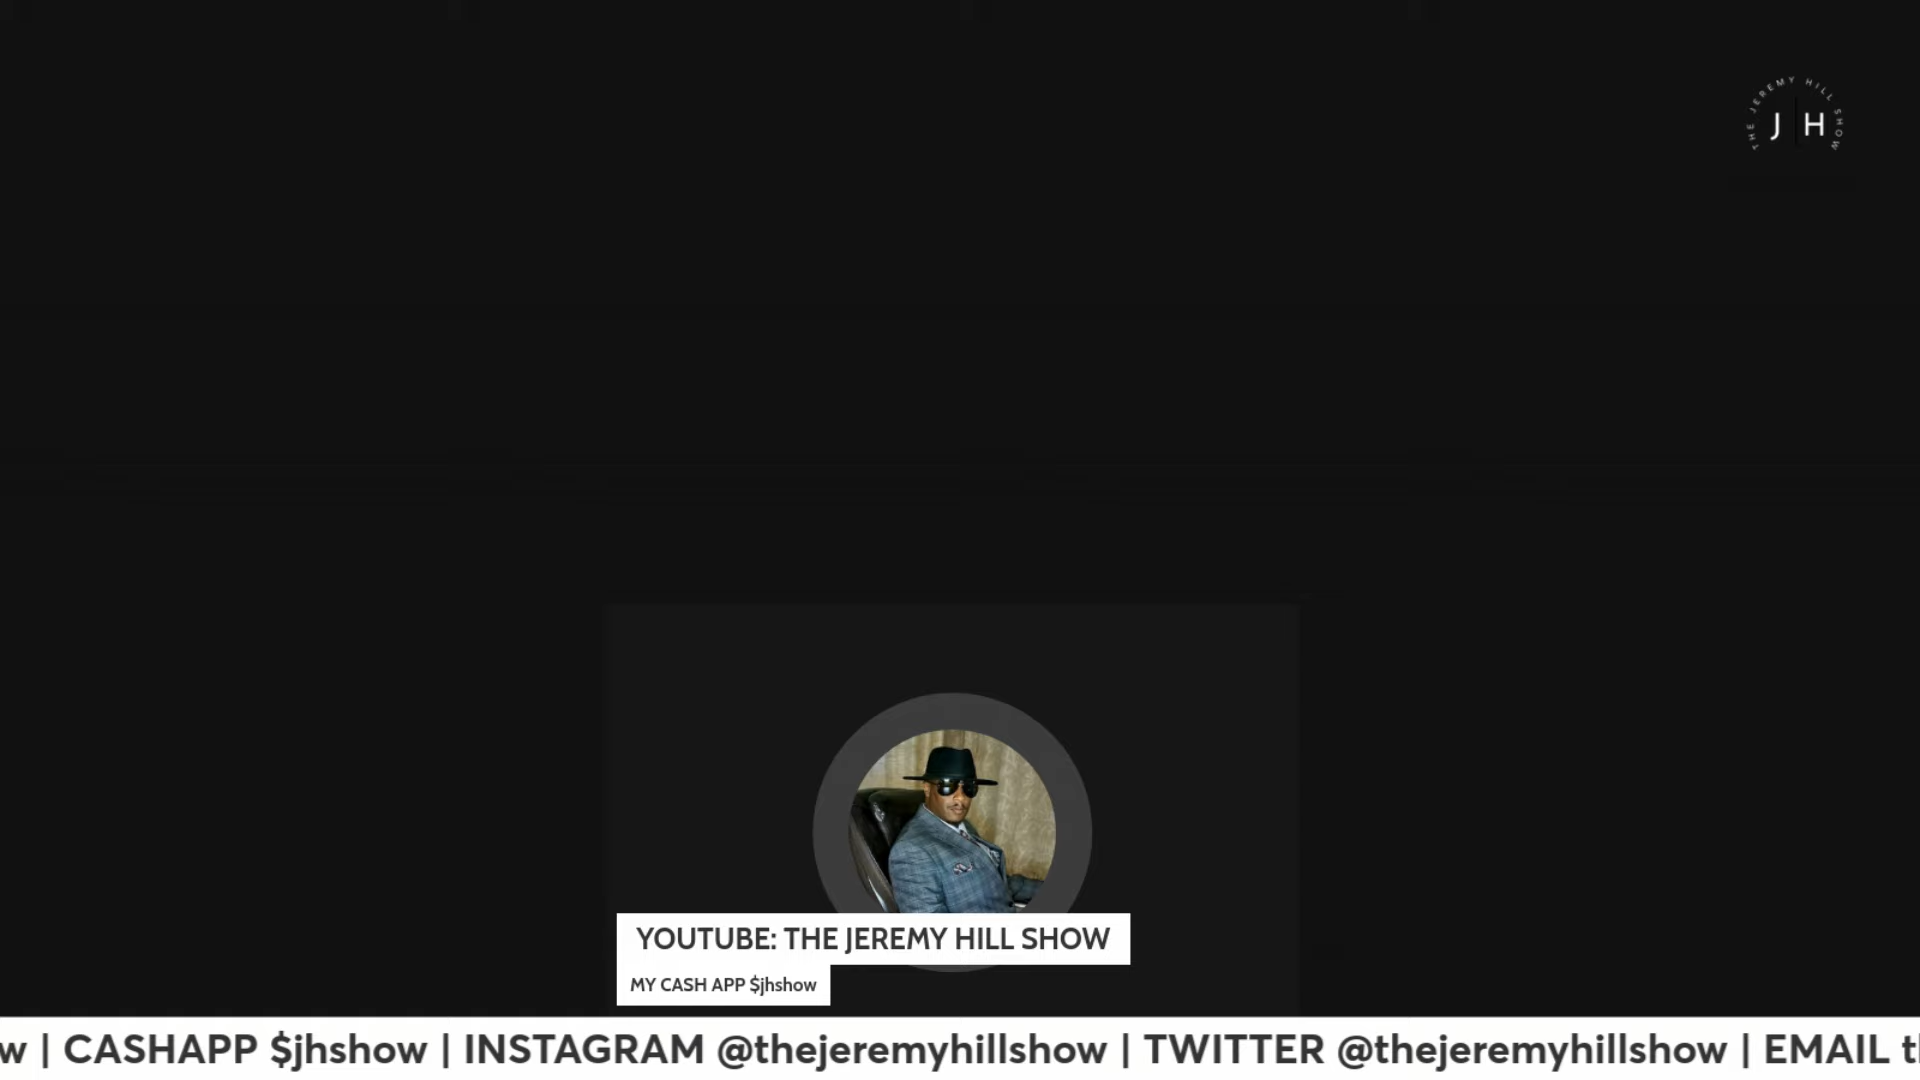 THE JEREMY HILL SHOW
J H
YOUTUBE: THE JEREMY HILL SHOW
MY CASH APP $jhshow
w | CASHAPP $jhshow | INSTAGRAM @thejeremyhillshow | TWITTER @thejeremyhillshow | EMAIL